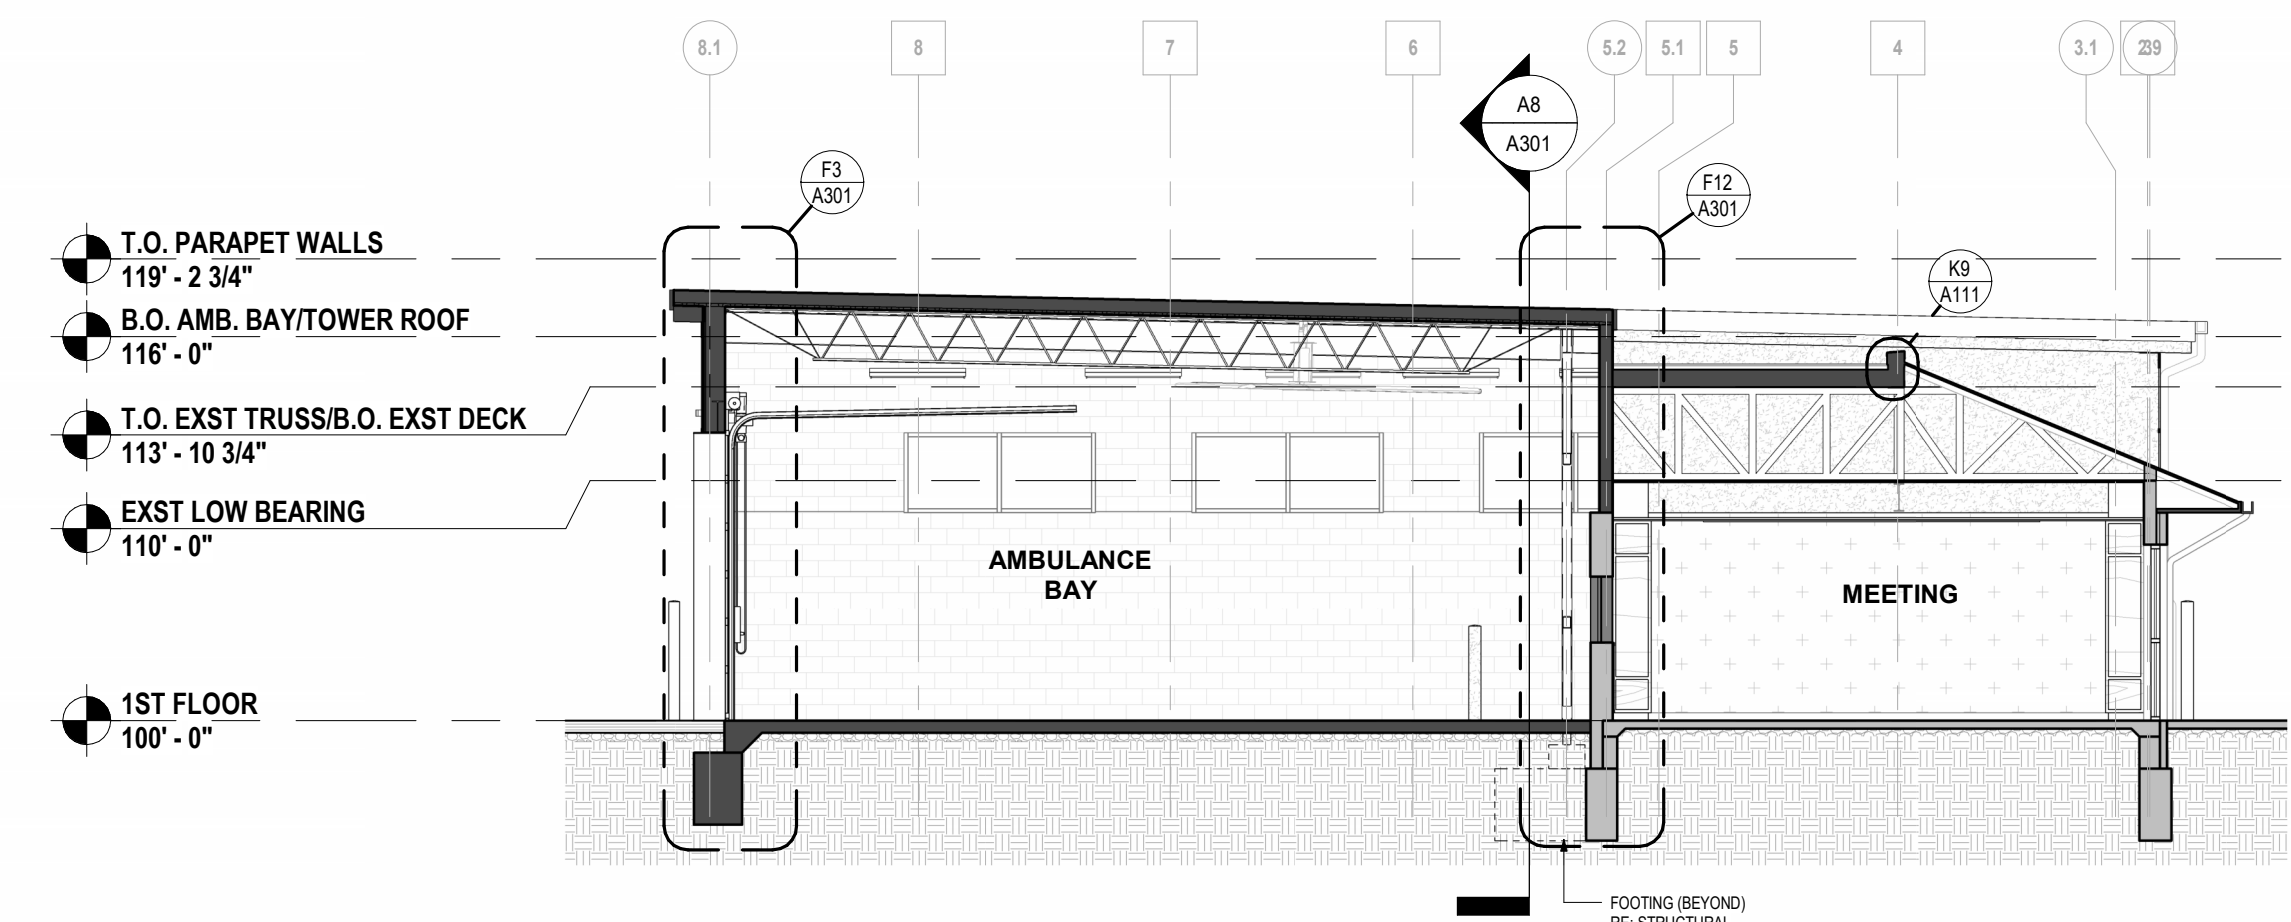 8.1
8
7
6
5.2
5.1
5
4
3.1
A8
A301
F3
A301
F12
A301
K9
A111
T.O. PARAPET WALLS
119' - 2 3/4"
B.O. AMB. BAY/TOWER ROOF
116' - 0"
T.O. EXST TRUSS/B.O. EXST DECK
113' - 10 3/4"
EXST LOW BEARING
110' - 0"
AMBULANCE
BAY
MEETING
1ST FLOOR
100' - 0"
FOOTING (BEYOND)
RE: STRUCTURAL